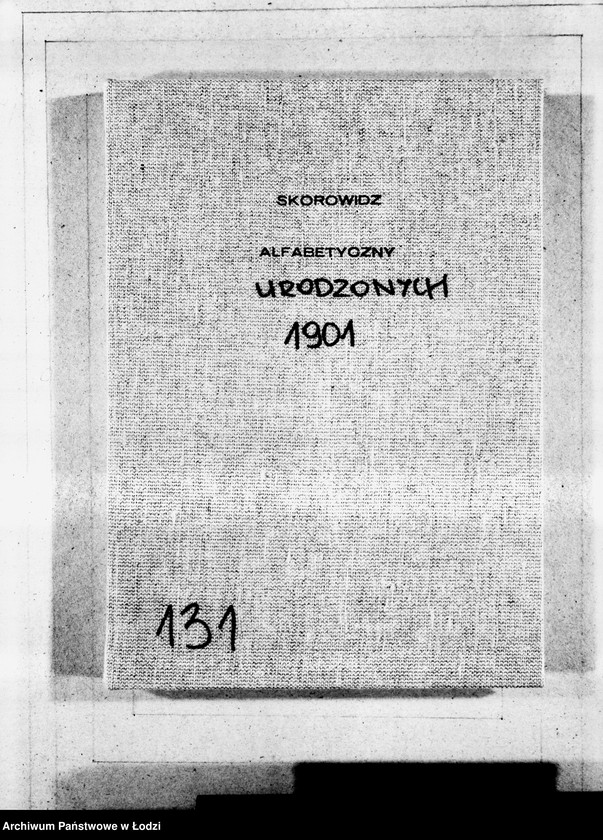 SKOROWIDZ
ALFABETYCZNY
URODZONYCH
1901
131
Archiwum Państwowe w Łodzi